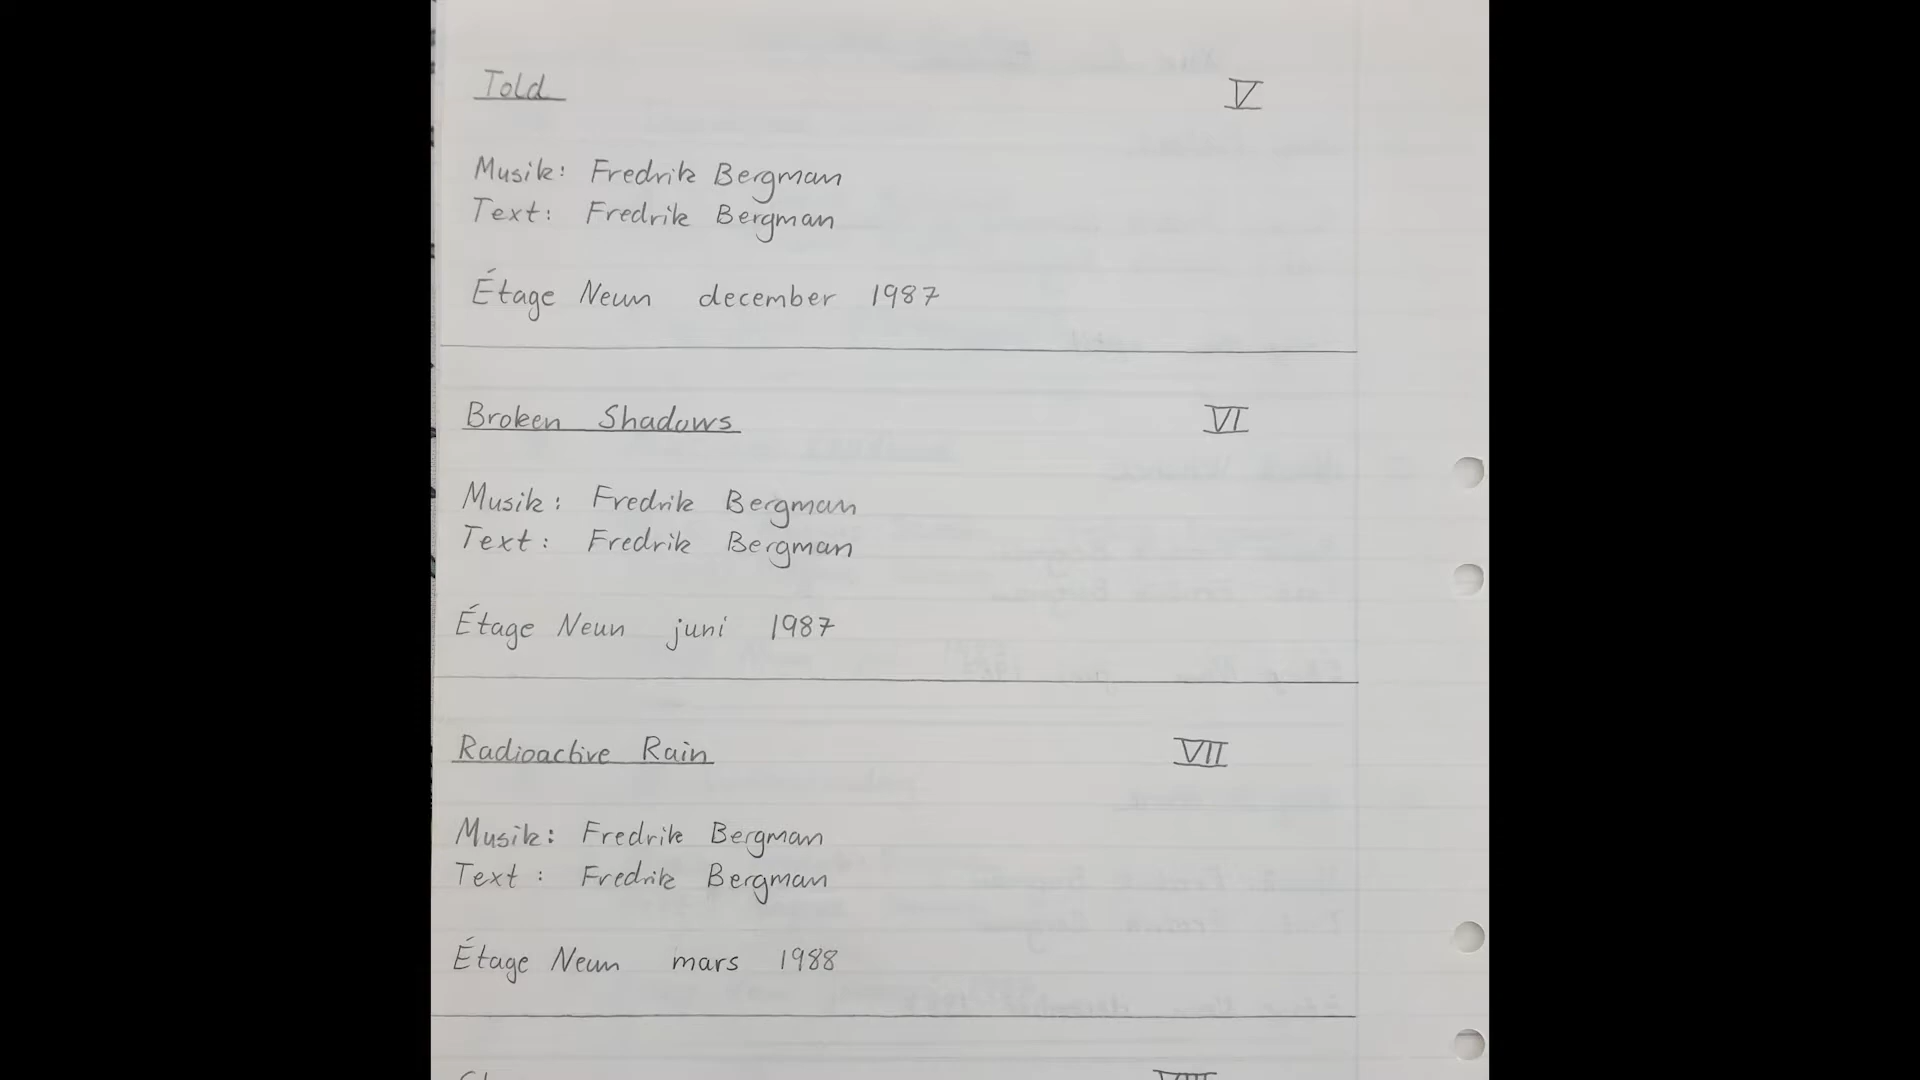 Told V
Musik: Fredrik Bergman
Text: Fredrik Bergman
Étage Neun december 1987
Broken Shadows VI
Musik: Fredrik Bergman
Text: Fredrik Bergman
Étage Neun juni 1987
Radioactive Rain VII
Musik: Fredrik Bergman
Text: Fredrik Bergman
Étage Neun mars 1988
VIII